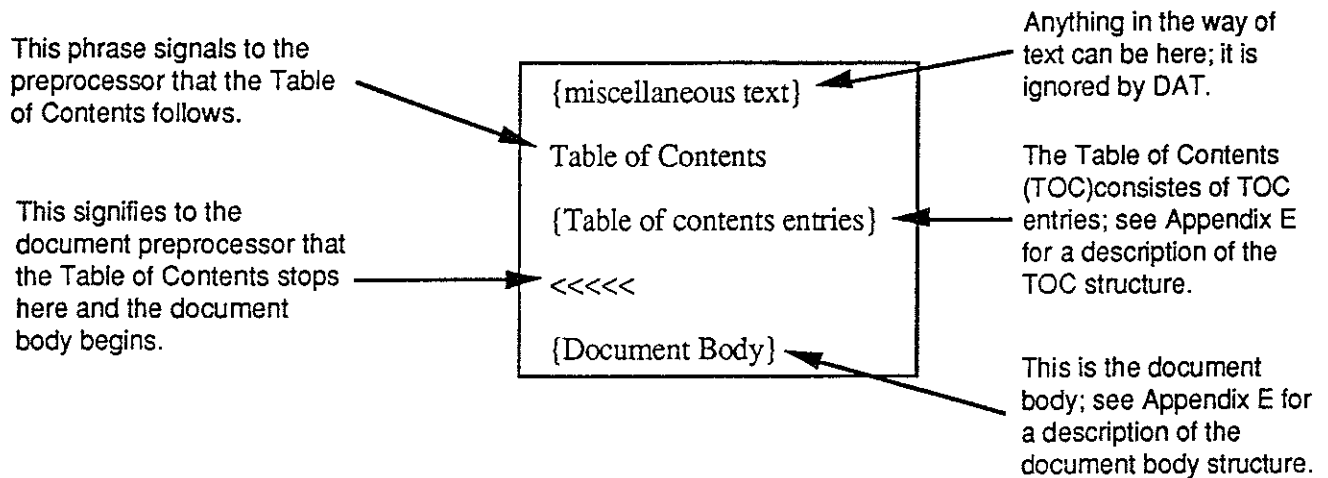 This phrase signals to the
preprocessor that the Table
of Contents follows.
This signifies to the
document preprocessor that
the Table of Contents stops
here and the document
body begins.
{miscellaneous text}
Table of Contents
{Table of contents entries}
<<<<<
{Document Body}
Anything in the way of
text can be here; it is
ignored by DAT.
The Table of Contents
(TOC)consistes of TOC
entries; see Appendix E
for a description of the
TOC structure.
This is the document
body; see Appendix E for
a description of the
document body structure.